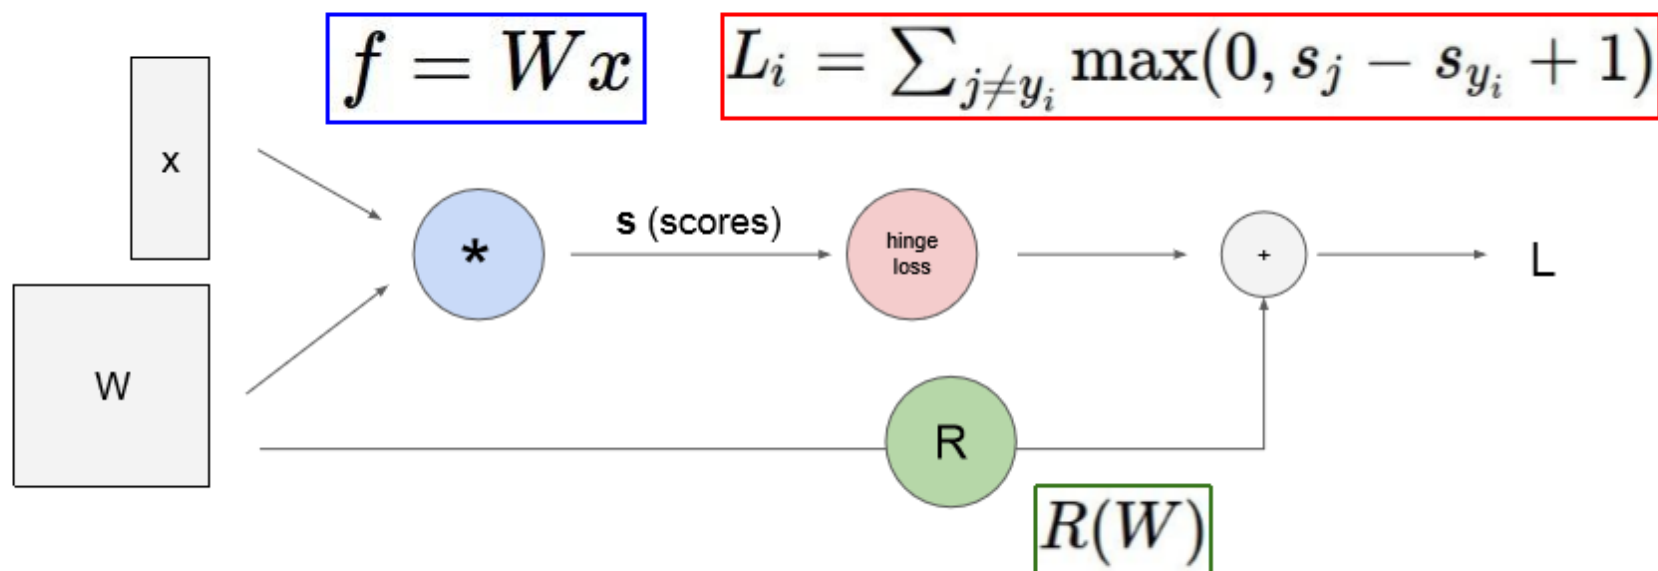 f = Wx
L_i = ∑_{j≠y_i} max(0, s_j − s_{y_i} + 1)
x
*
s (scores)
hinge
loss
+
L
W
R
R(W)